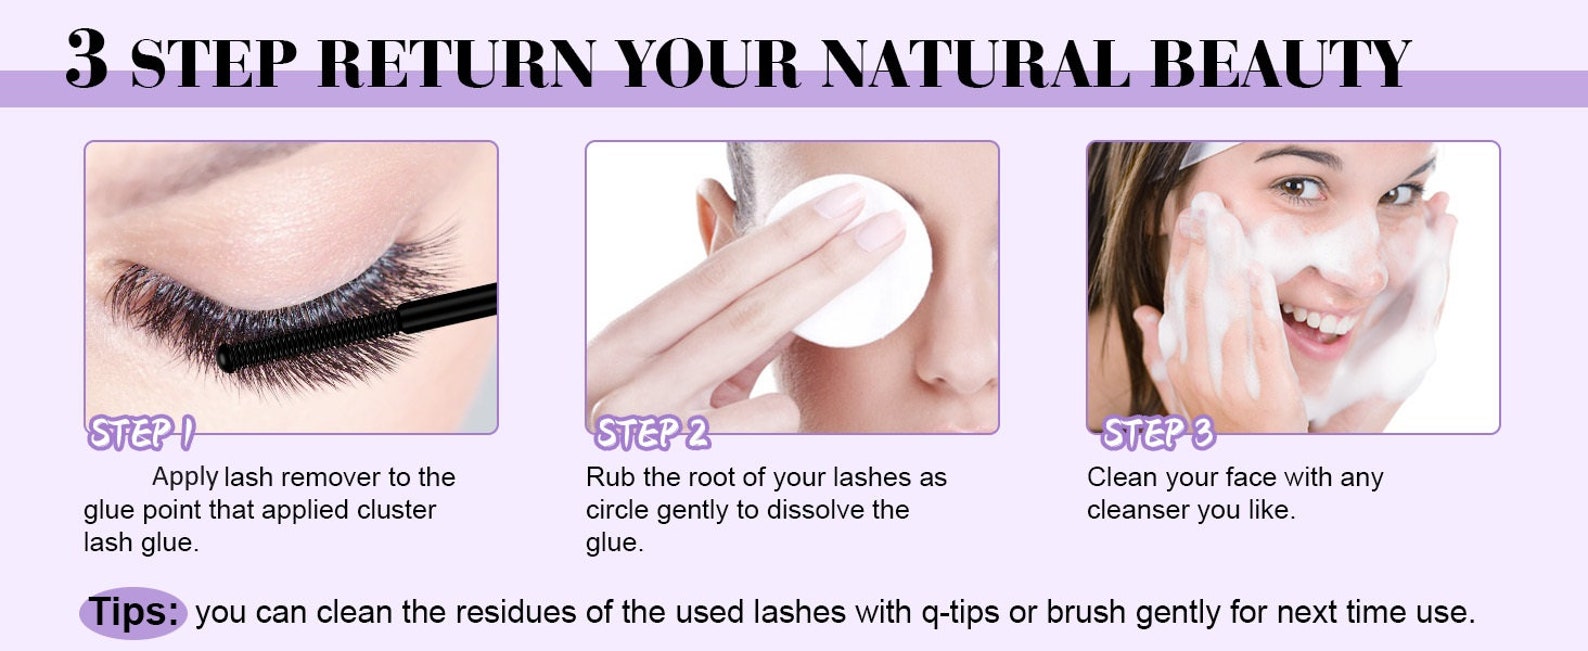 3 STEP RETURN YOUR NATURAL BEAUTY
STEP 1
Apply lash remover to the
glue point that applied cluster
lash glue.
STEP 2
Rub the root of your lashes as
circle gently to dissolve the
glue.
STEP 3
Clean your face with any
cleanser you like.
Tips: you can clean the residues of the used lashes with q-tips or brush gently for next time use.